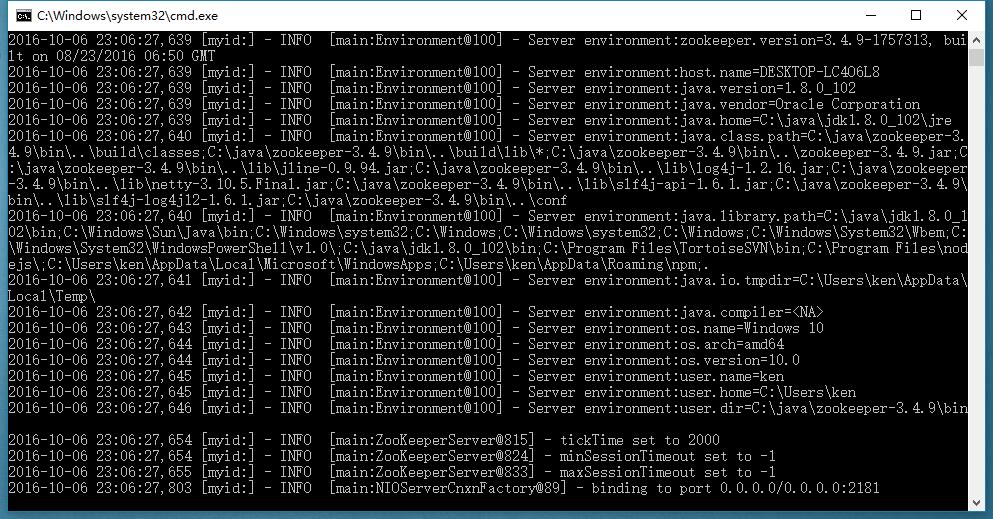 C:\Windows\system32\cmd.exe
2016-10-06 23:06:27,639 [myid:] - INFO  [main:Environment@100] - Server environment:zookeeper.version=3.4.9-1757313, bui
lt on 08/23/2016 06:50 GMT
2016-10-06 23:06:27,639 [myid:] - INFO  [main:Environment@100] - Server environment:host.name=DESKTOP-LC4O6L8
2016-10-06 23:06:27,639 [myid:] - INFO  [main:Environment@100] - Server environment:java.version=1.8.0_102
2016-10-06 23:06:27,639 [myid:] - INFO  [main:Environment@100] - Server environment:java.vendor=Oracle Corporation
2016-10-06 23:06:27,639 [myid:] - INFO  [main:Environment@100] - Server environment:java.home=C:\java\jdk1.8.0_102\jre
2016-10-06 23:06:27,640 [myid:] - INFO  [main:Environment@100] - Server environment:java.class.path=C:\java\zookeeper-3.
4.9\bin\..\build\classes;C:\java\zookeeper-3.4.9\bin\..\build\lib\*;C:\java\zookeeper-3.4.9\bin\..\zookeeper-3.4.9.jar;C
:\java\zookeeper-3.4.9\bin\..\lib\jline-0.9.94.jar;C:\java\zookeeper-3.4.9\bin\..\lib\log4j-1.2.16.jar;C:\java\zookeeper
-3.4.9\bin\..\lib\netty-3.10.5.Final.jar;C:\java\zookeeper-3.4.9\bin\..\lib\slf4j-api-1.6.1.jar;C:\java\zookeeper-3.4.9\
bin\..\lib\slf4j-log4j12-1.6.1.jar;C:\java\zookeeper-3.4.9\bin\..\conf
2016-10-06 23:06:27,640 [myid:] - INFO  [main:Environment@100] - Server environment:java.library.path=C:\java\jdk1.8.0_1
02\bin;C:\Windows\Sun\Java\bin;C:\Windows\system32;C:\Windows;C:\Windows\system32;C:\Windows;C:\Windows\System32\Wbem;C:
\Windows\System32\WindowsPowerShell\v1.0\;C:\java\jdk1.8.0_102\bin;C:\Program Files\TortoiseSVN\bin;C:\Program Files\nod
ejs\;C:\Users\ken\AppData\Local\Microsoft\WindowsApps;C:\Users\ken\AppData\Roaming\npm;.
2016-10-06 23:06:27,641 [myid:] - INFO  [main:Environment@100] - Server environment:java.io.tmpdir=C:\Users\ken\AppData\
Local\Temp\
2016-10-06 23:06:27,642 [myid:] - INFO  [main:Environment@100] - Server environment:java.compiler=<NA>
2016-10-06 23:06:27,643 [myid:] - INFO  [main:Environment@100] - Server environment:os.name=Windows 10
2016-10-06 23:06:27,644 [myid:] - INFO  [main:Environment@100] - Server environment:os.arch=amd64
2016-10-06 23:06:27,644 [myid:] - INFO  [main:Environment@100] - Server environment:os.version=10.0
2016-10-06 23:06:27,645 [myid:] - INFO  [main:Environment@100] - Server environment:user.name=ken
2016-10-06 23:06:27,645 [myid:] - INFO  [main:Environment@100] - Server environment:user.home=C:\Users\ken
2016-10-06 23:06:27,646 [myid:] - INFO  [main:Environment@100] - Server environment:user.dir=C:\java\zookeeper-3.4.9\bin
2016-10-06 23:06:27,654 [myid:] - INFO  [main:ZooKeeperServer@815] - tickTime set to 2000
2016-10-06 23:06:27,654 [myid:] - INFO  [main:ZooKeeperServer@824] - minSessionTimeout set to -1
2016-10-06 23:06:27,655 [myid:] - INFO  [main:ZooKeeperServer@833] - maxSessionTimeout set to -1
2016-10-06 23:06:27,803 [myid:] - INFO  [main:NIOServerCnxnFactory@89] - binding to port 0.0.0.0/0.0.0.0:2181